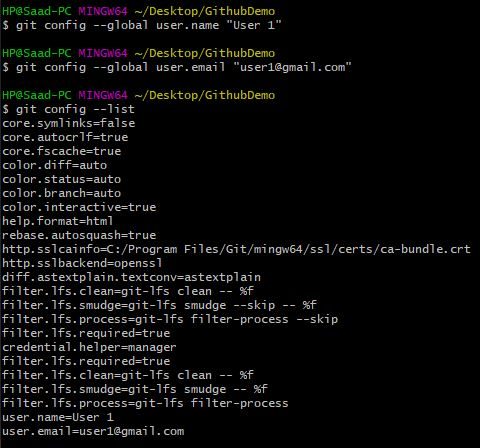 HP@Saad-PC MINGW64 ~/Desktop/GithubDemo
$ git config --global user.name "User 1"
HP@Saad-PC MINGW64 ~/Desktop/GithubDemo
$ git config --global user.email "user1@gmail.com"
HP@Saad-PC MINGW64 ~/Desktop/GithubDemo
$ git config --list
core.symlinks=false
core.autocrlf=true
core.fscache=true
color.diff=auto
color.status=auto
color.branch=auto
color.interactive=true
help.format=html
rebase.autosquash=true
http.sslcainfo=C:/Program Files/Git/mingw64/ssl/certs/ca-bundle.crt
http.sslbackend=openssl
diff.astextplain.textconv=astextplain
filter.lfs.clean=git-lfs clean -- %f
filter.lfs.smudge=git-lfs smudge --skip -- %f
filter.lfs.process=git-lfs filter-process --skip
filter.lfs.required=true
credential.helper=manager
filter.lfs.required=true
filter.lfs.clean=git-lfs clean -- %f
filter.lfs.smudge=git-lfs smudge -- %f
filter.lfs.process=git-lfs filter-process
user.name=User 1
user.email=user1@gmail.com